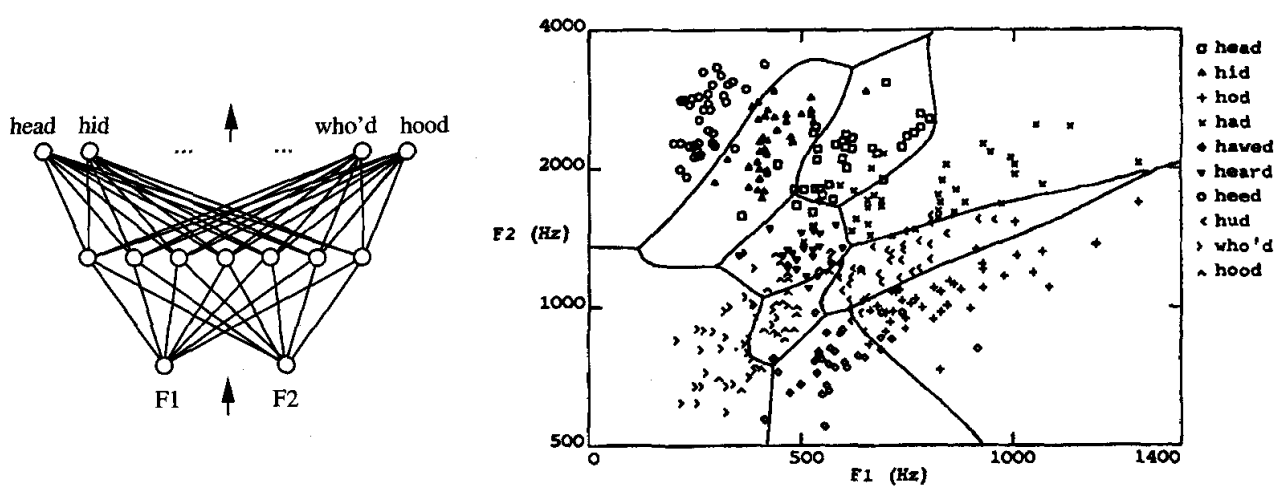 head hid ... ... who'd hood
F1 F2
4000
2000
F2 (Hz)
1000
500
0 500 1000 1400
F1 (Hz)
head
hid
hod
had
hawed
heard
heed
hud
who'd
hood